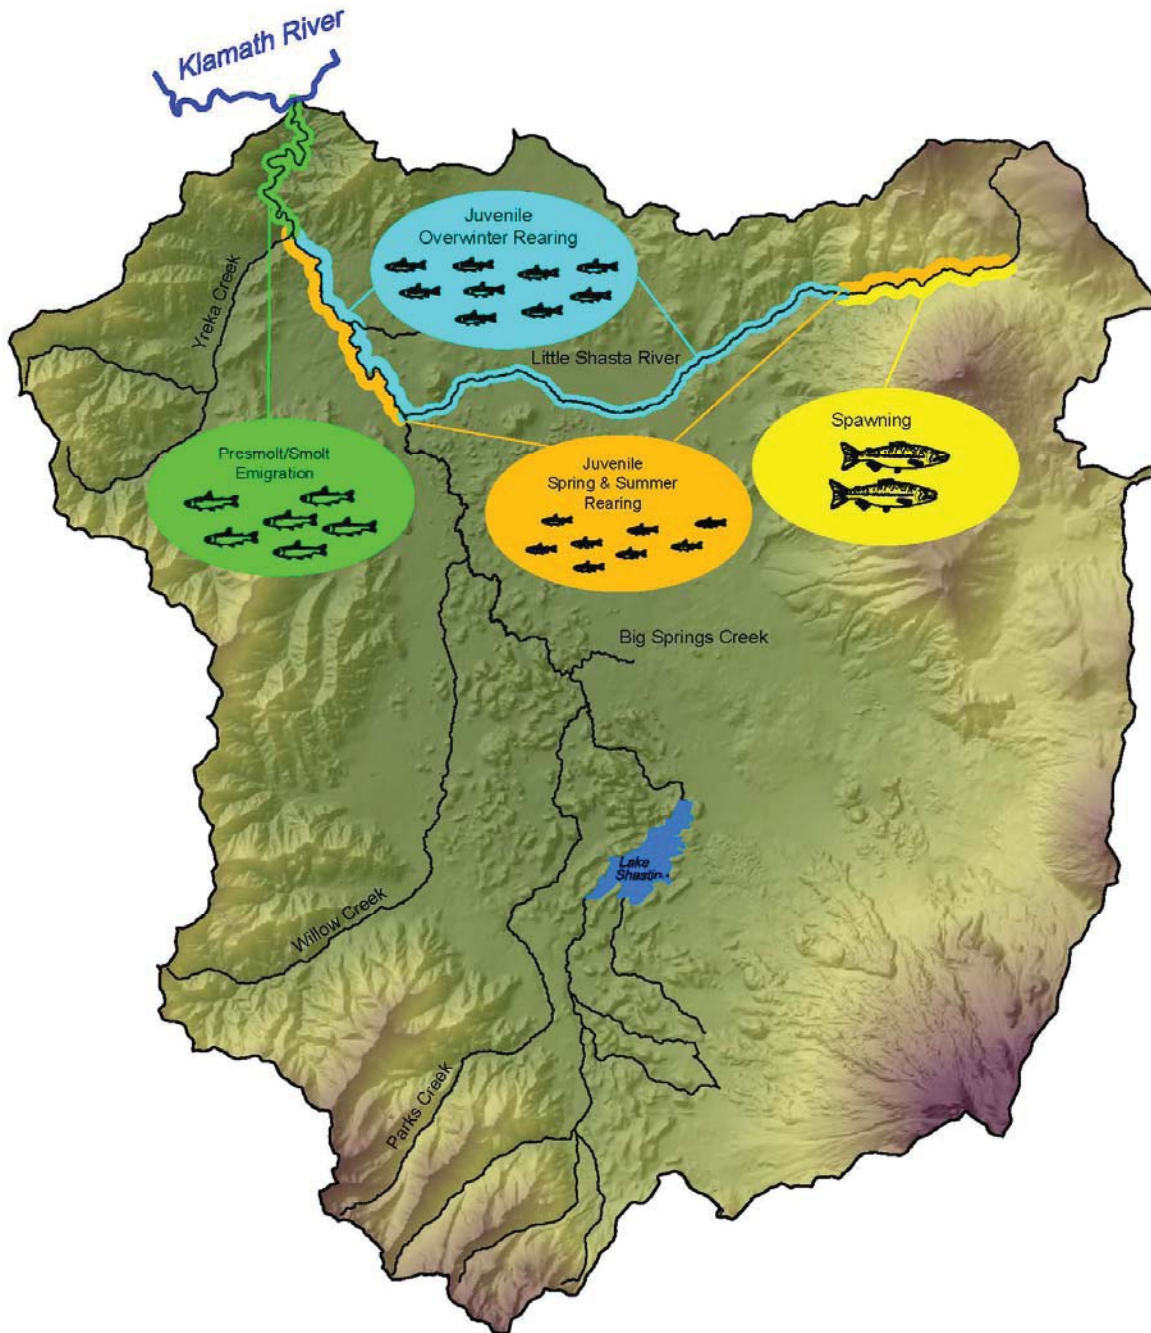 Klamath River
Juvenile
Overwinter Rearing
Yreka Creek
Little Shasta River
Spawning
Presmolt/Smolt
Emigration
Juvenile
Spring & Summer
Rearing
Big Springs Creek
Lake
Shastin
Willow Creek
Parks Creek